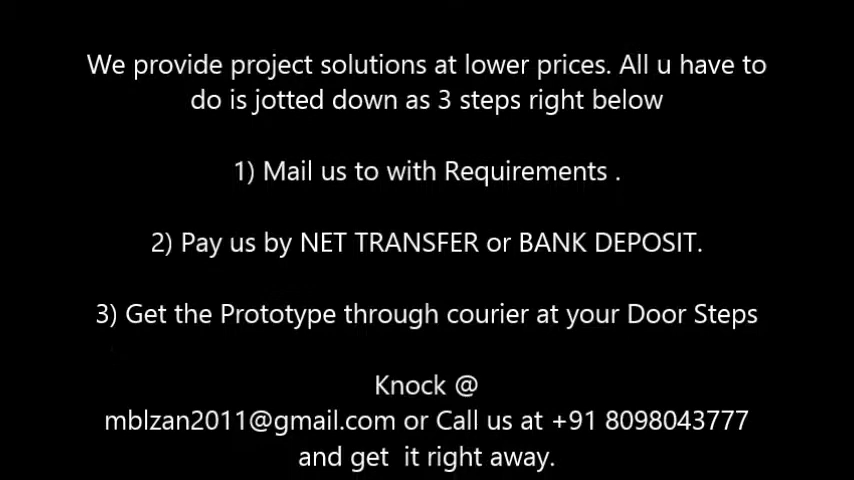 We provide project solutions at lower prices. All u have to
do is jotted down as 3 steps right below
1) Mail us to with Requirements .
2) Pay us by NET TRANSFER or BANK DEPOSIT.
3) Get the Prototype through courier at your Door Steps
Knock @
mblzan2011@gmail.com or Call us at +91 8098043777
and get  it right away.